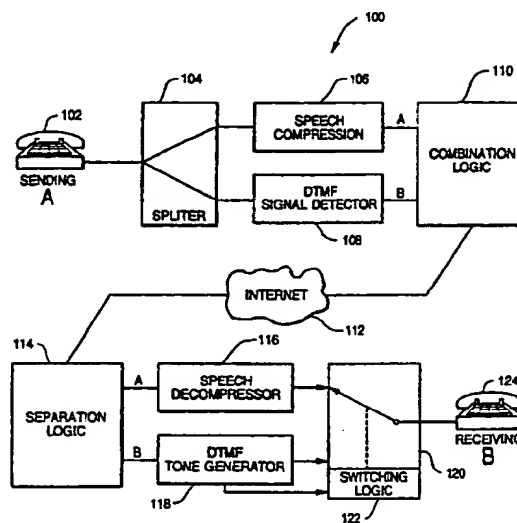 100
104
106
110
102
SPEECH
COMPRESSION
A
COMBINATION
LOGIC
SENDING
A
SPLITER
DTMF
SIGNAL DETECTOR
B
108
INTERNET
112
114
116
124
A
SPEECH
DECOMPRESSOR
SEPARATION
LOGIC
RECEIVING
B
B
DTMF
TONE GENERATOR
120
SWITCHING
LOGIC
118
122